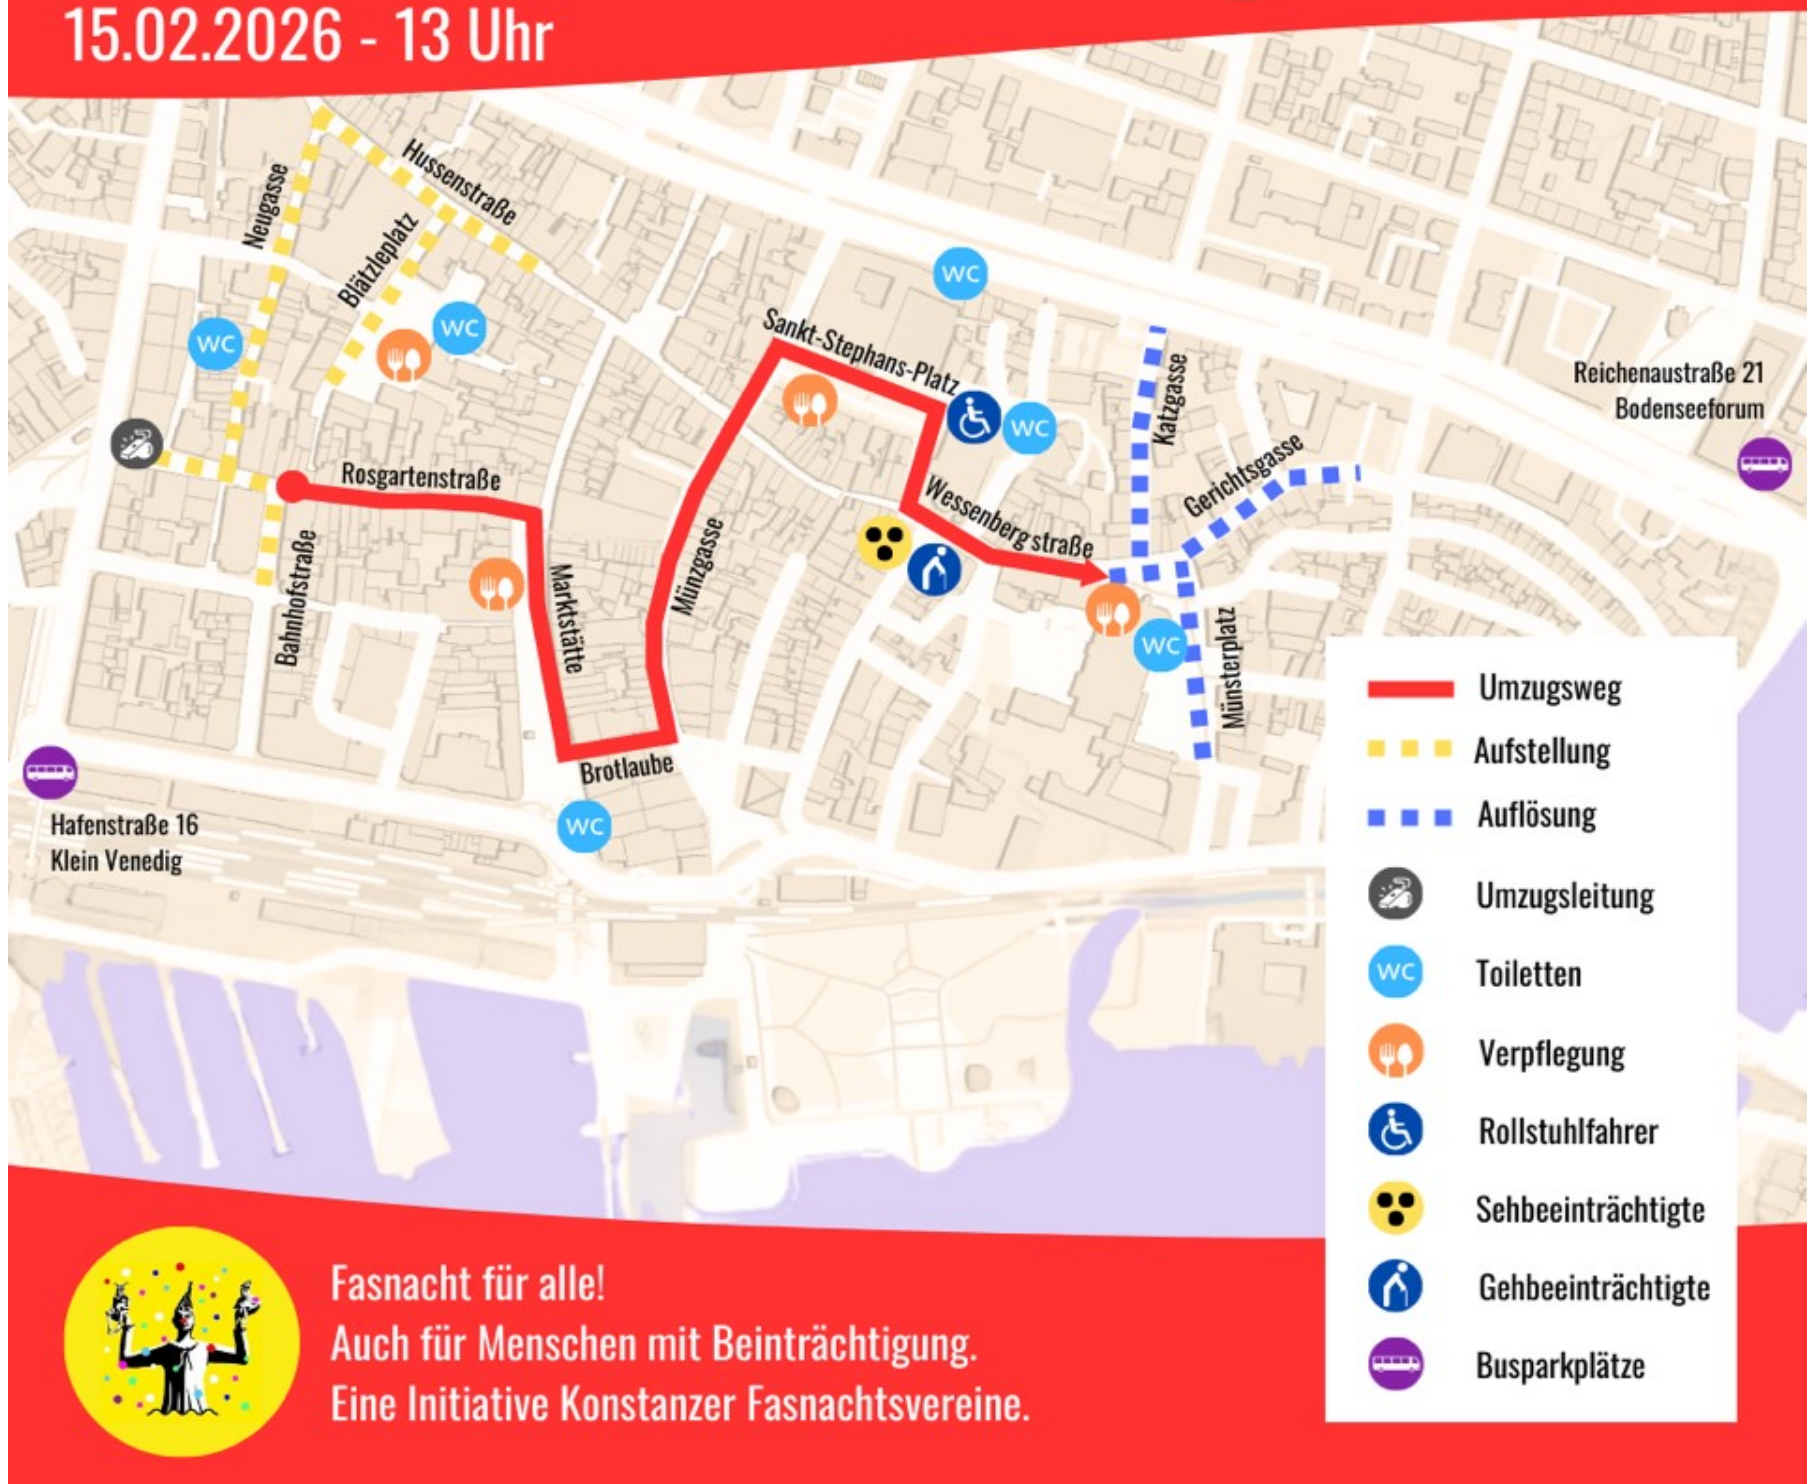 15.02.2026 - 13 Uhr
Hussenstraße
Neugasse
Blätzleplatz
WC
WC
WC
Sankt-Stephans-Platz
WC
Katzgasse
Reichenaustraße 21
Bodenseeforum
Gerichtsgasse
Rosgartenstraße
Wessenbergstraße
Münzgasse
Bahnhofstraße
Marktstätte
WC
Münsterplatz
Brotlaube
WC
Hafenstraße 16
Klein Venedig
Umzugsweg
Aufstellung
Auflösung
Umzugsleitung
WC Toiletten
Verpflegung
Rollstuhlfahrer
Sehbeeinträchtigte
Gehbeeinträchtigte
Busparkplätze
Fasnacht für alle!
Auch für Menschen mit Beinträchtigung.
Eine Initiative Konstanzer Fasnachtsvereine.